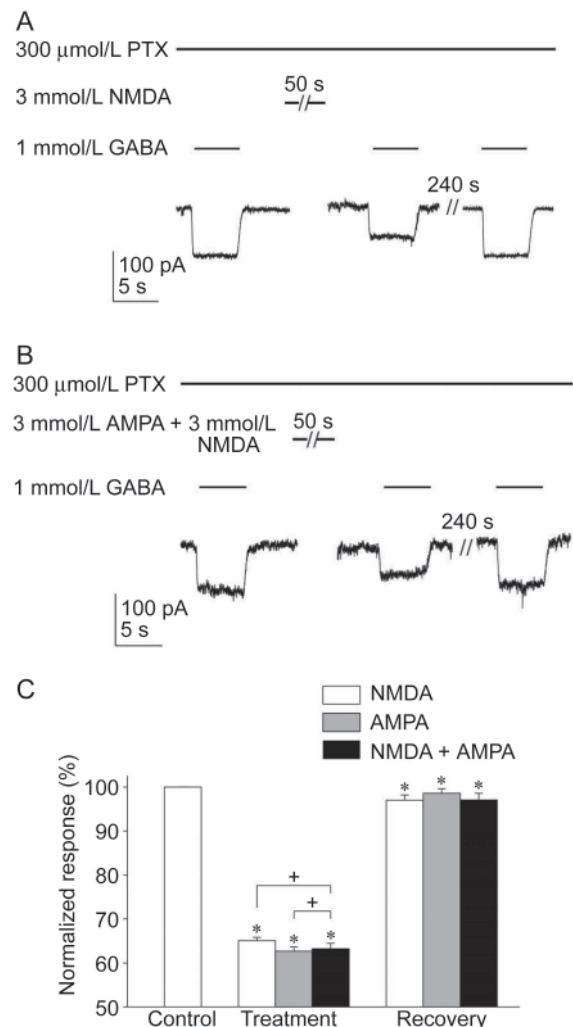 A
300 μmol/L PTX
50 s
3 mmol/L NMDA
1 mmol/L GABA
240 s
//
100 pA
5 s
B
300 μmol/L PTX
3 mmol/L AMPA + 3 mmol/L
NMDA
50 s
1 mmol/L GABA
240 s
//
100 pA
5 s
C
NMDA
AMPA
NMDA + AMPA
Normalized response (%)
100
90
80
70
60
50
* * *
+
+
* * *
Control Treatment Recovery